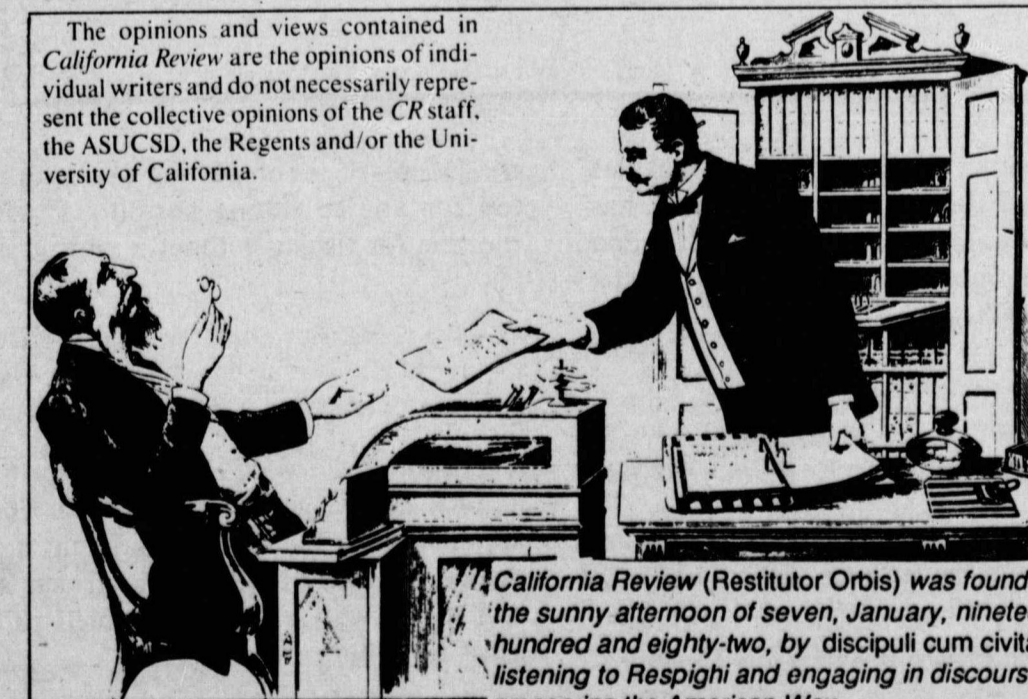 The opinions and views contained in
California Review are the opinions of indi-
vidual writers and do not necessarily repre-
sent the collective opinions of the CR staff,
the ASUCSD, the Regents and/or the Uni-
versity of California.
California Review (Restitutor Orbis) was found
the sunny afternoon of seven, January, ninete
hundred and eighty-two, by discipuli cum civita
listening to Respighi and engaging in discours